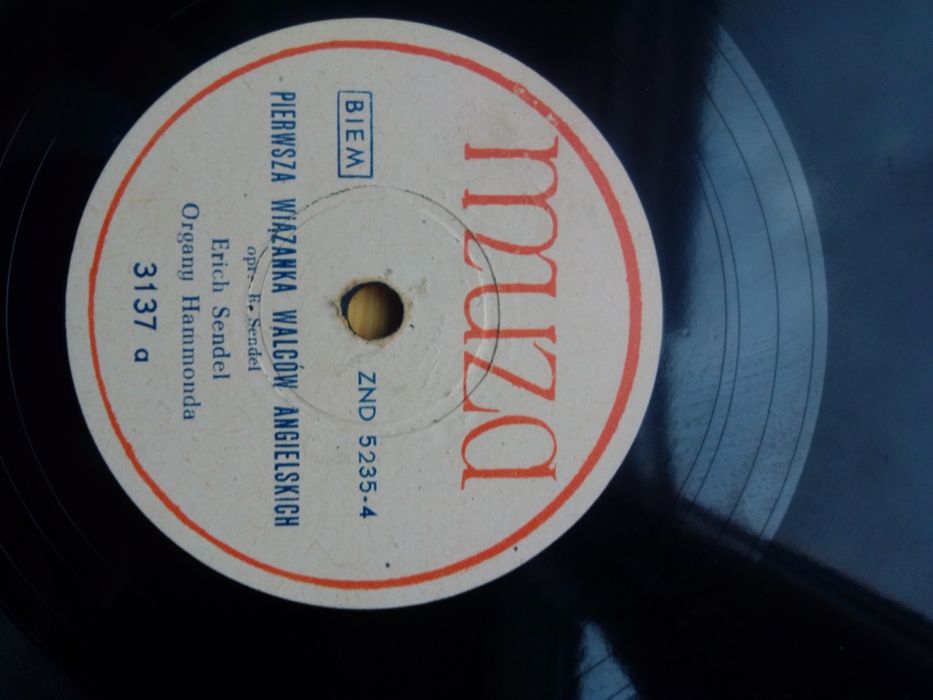 muza
BIEM
ZND 5235-4
PIERWSZA WIĄZANKA WALCÓW ANGIELSKICH
opr. E. Sendel
Erich Sendel
Organy Hammonda
3137 a